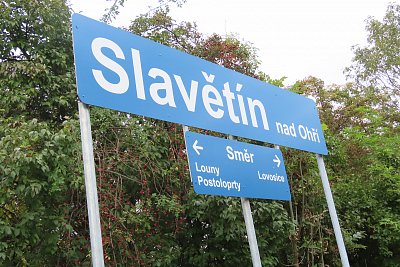 Slavětín nad Ohří
← Směr →
Louny Lovosice
Postoloprty